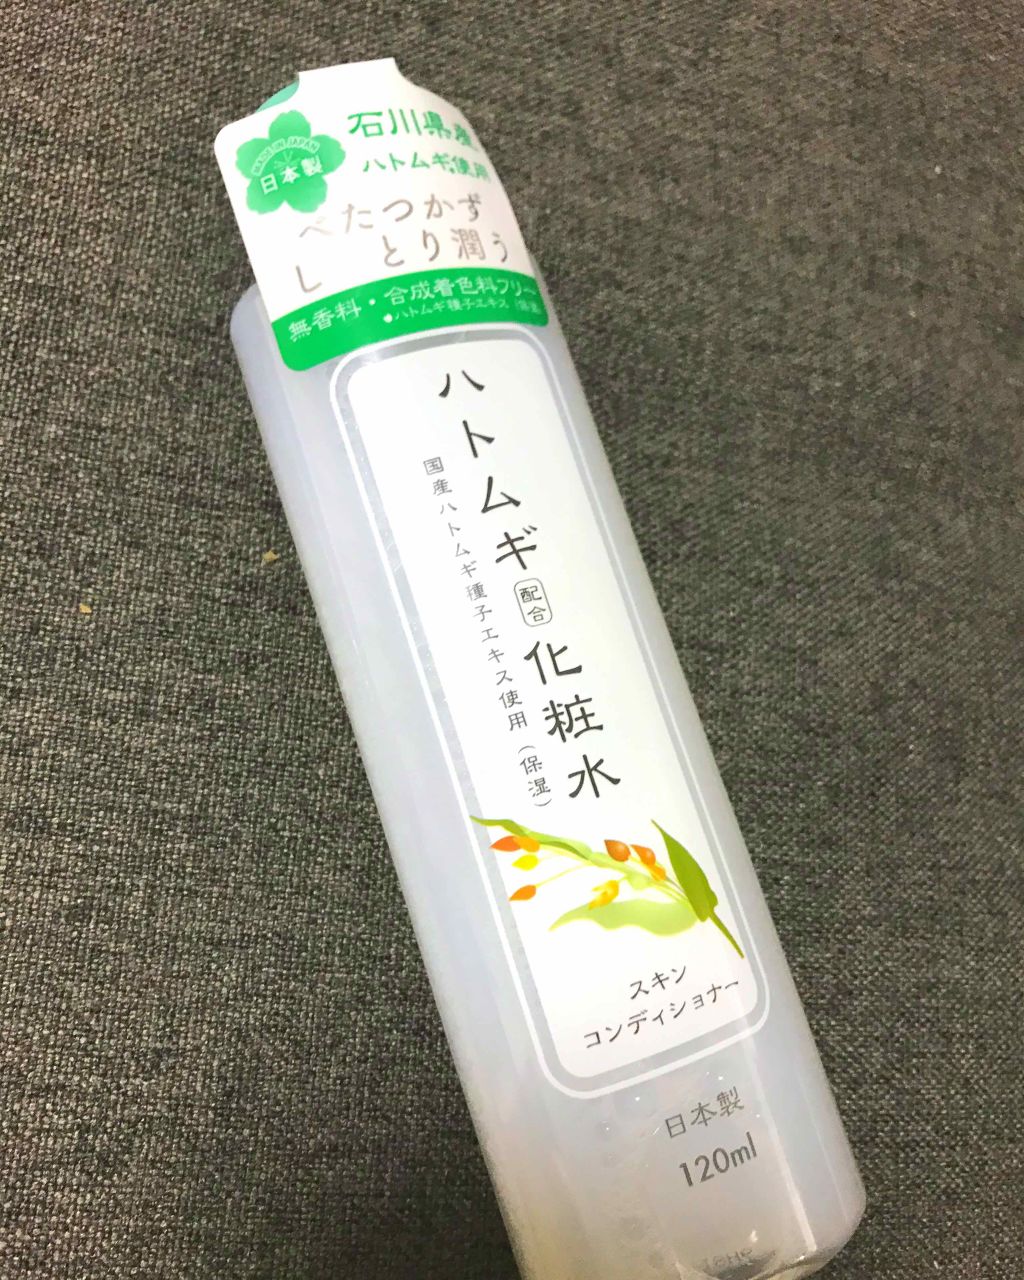 MADE IN JAPAN
日本製
石川県産
ハトムギ使用
べたつかず
し とり潤う
無香料・合成着色料フリー
●ハトムギ種子エキス
ハトムギ配合化粧水
国産ハトムギ種子エキス使用（保湿）
スキン
コンディショナー
日本製
120ml